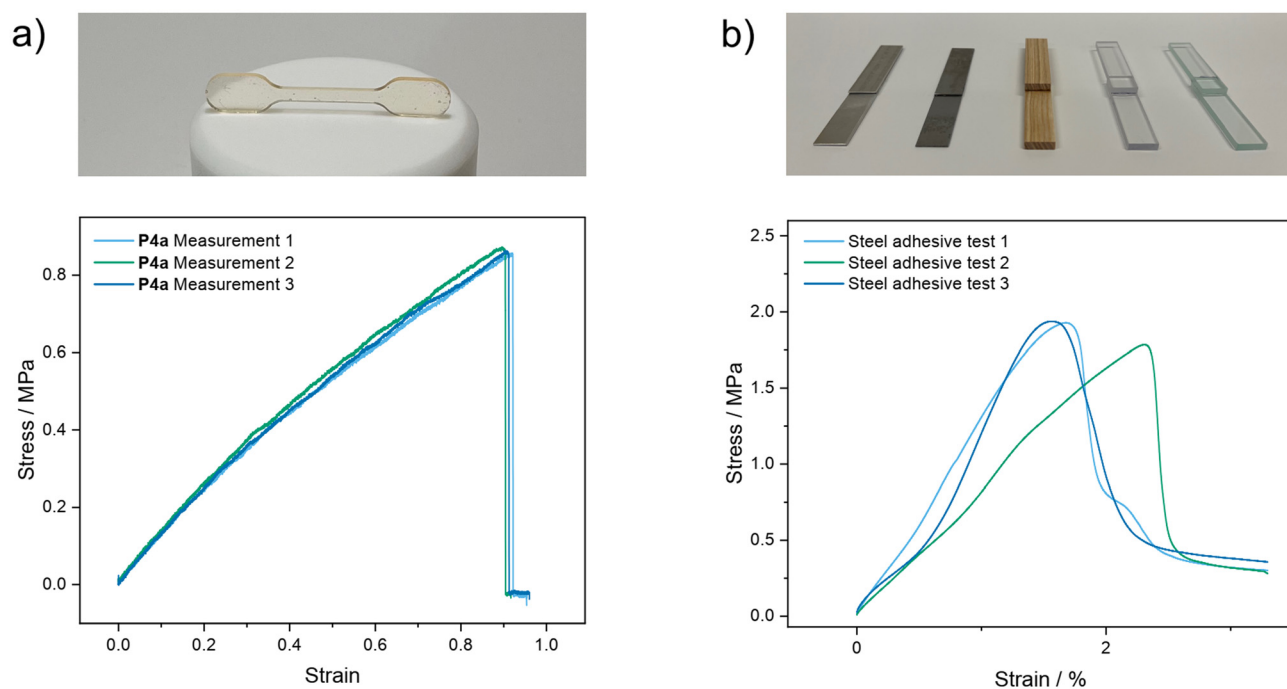 a)
P4a Measurement 1
P4a Measurement 2
P4a Measurement 3
Stress / MPa
0.8
0.6
0.4
0.2
0.0
0.0 0.2 0.4 0.6 0.8 1.0
Strain
b)
Steel adhesive test 1
Steel adhesive test 2
Steel adhesive test 3
Stress / MPa
2.5
2.0
1.5
1.0
0.5
0.0
0 2
Strain / %